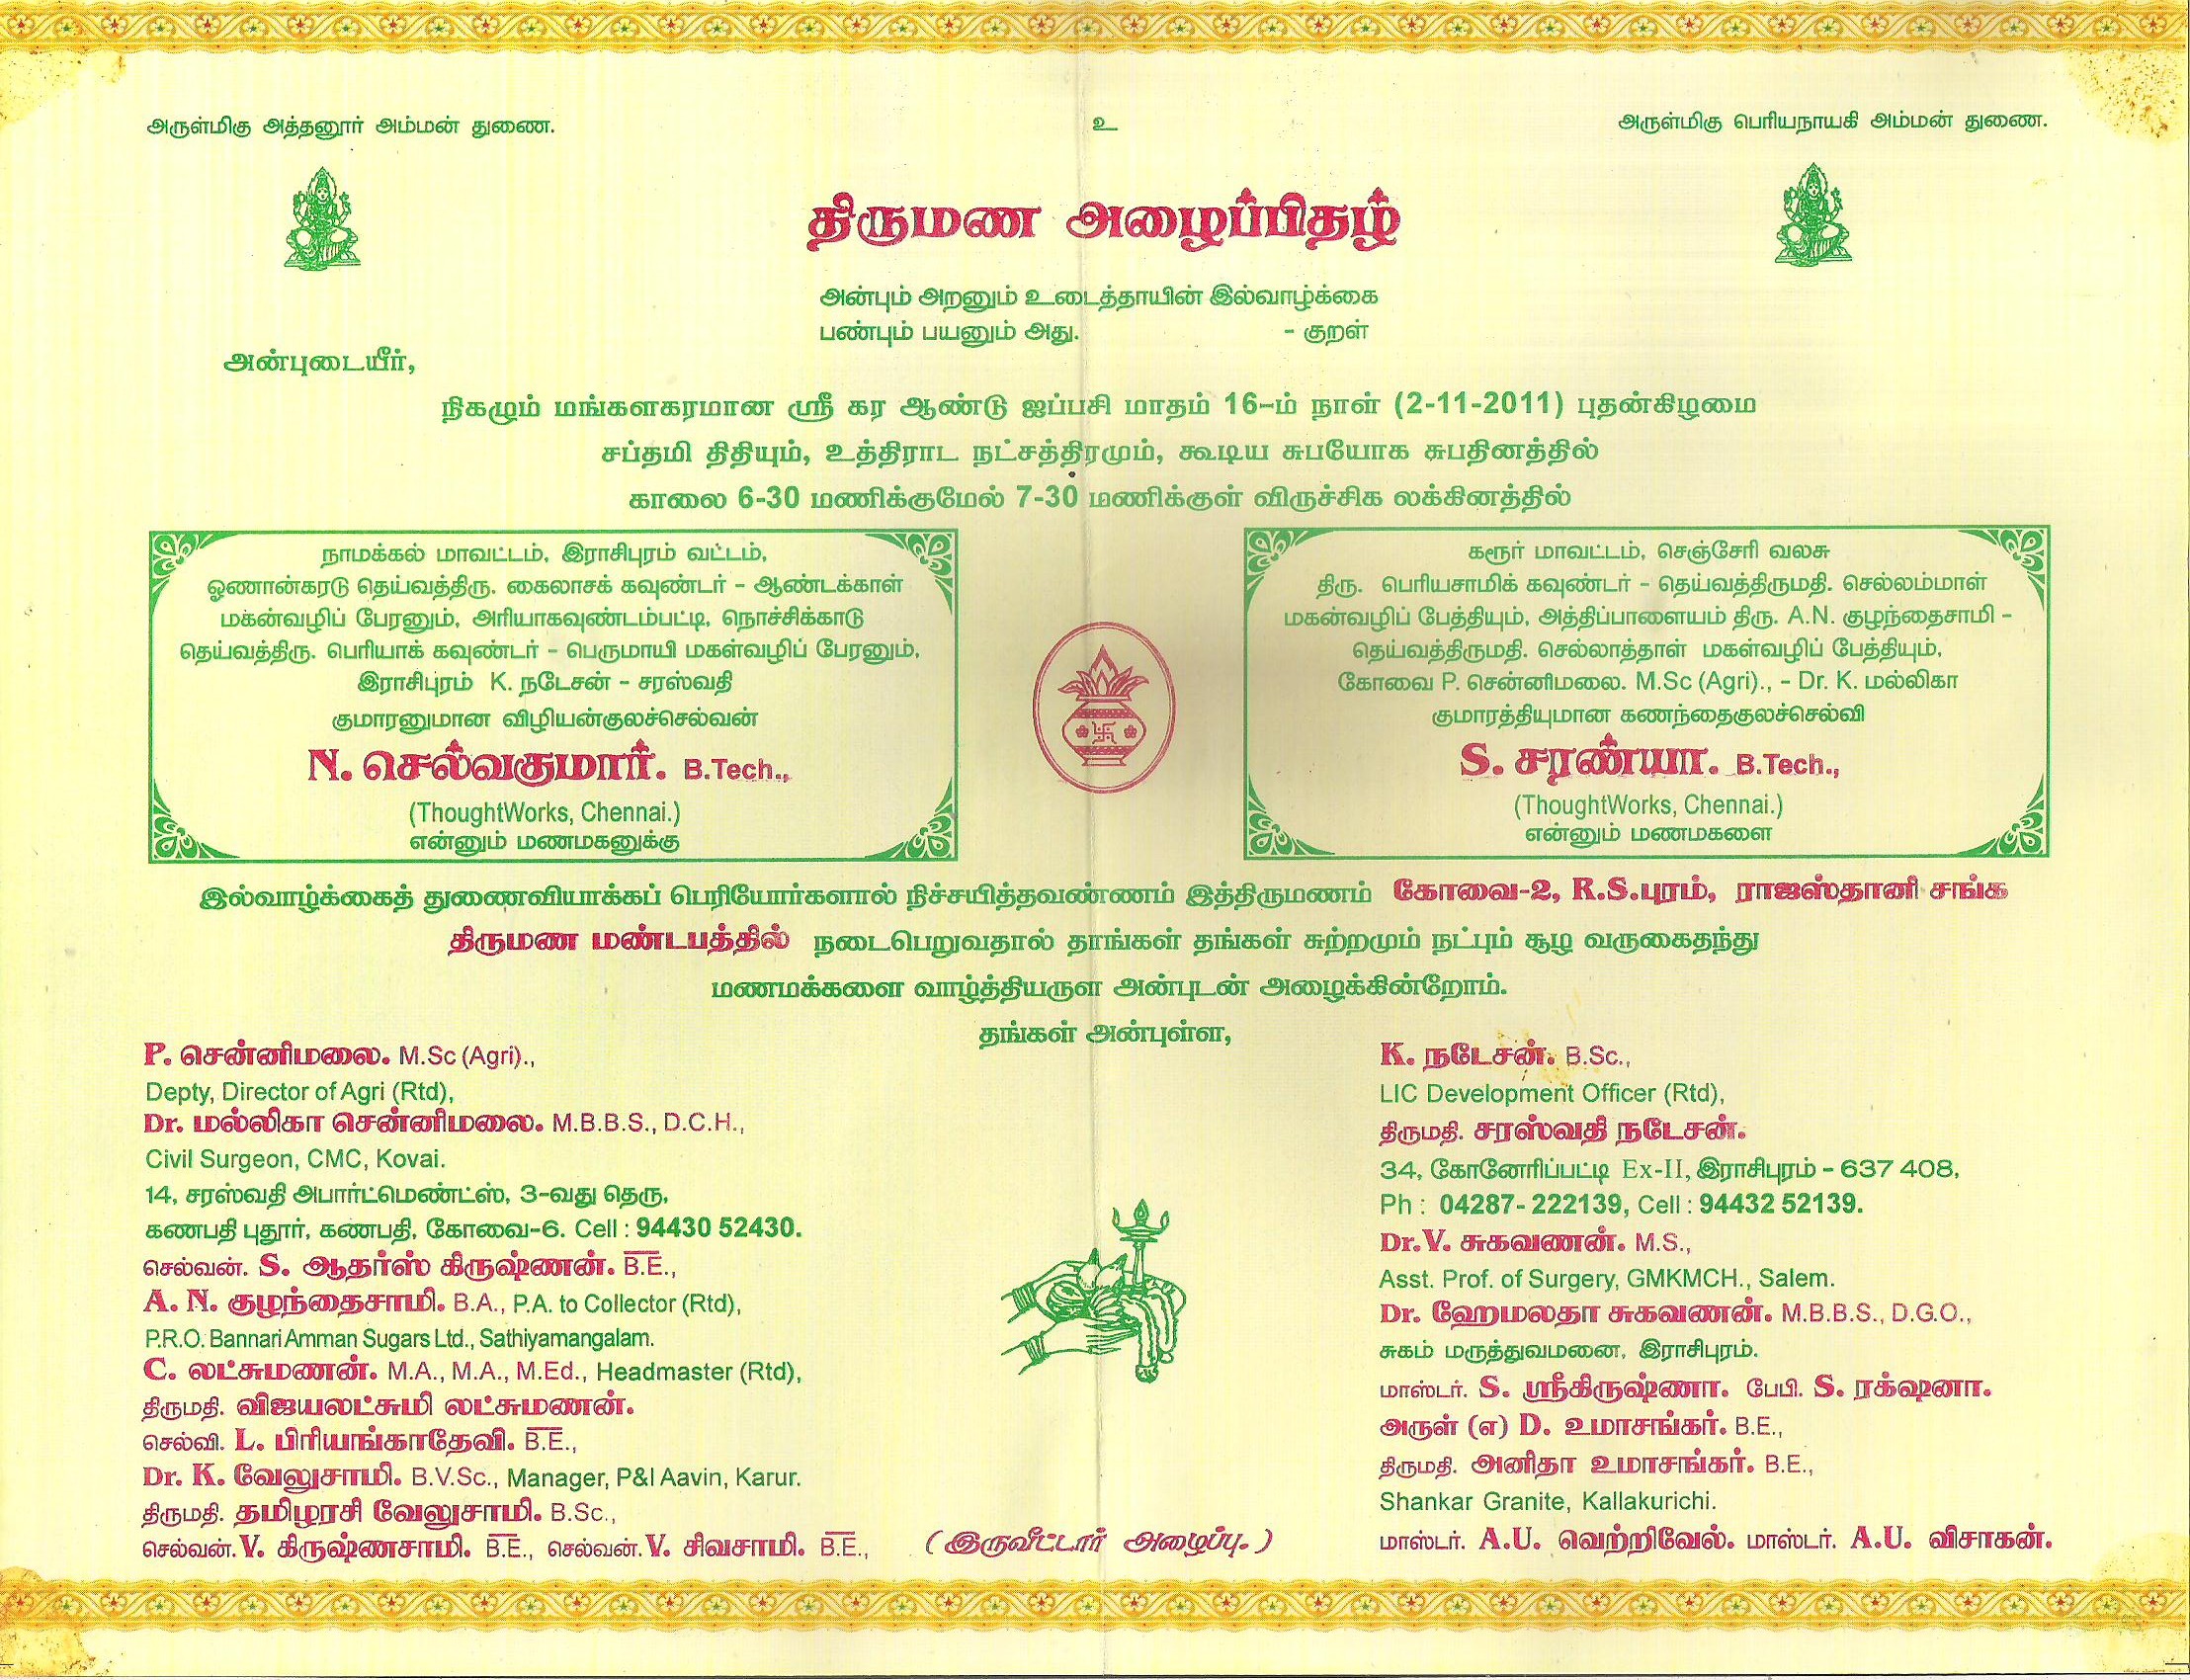 அருள்மிகு அத்தனூர் அம்மன் துணை.
உ
அருள்மிகு பெரியநாயகி அம்மன் துணை.
திருமண அழைப்பிதழ்
அன்பும் அறனும் உடைத்தாயின் இல்வாழ்க்கை
பண்பும் பயனும் அது. - குறள்
அன்புடையீர்,
நிகழும் மங்களகரமான ஸ்ரீ கர ஆண்டு ஐப்பசி மாதம் 16-ம் நாள் (2-11-2011) புதன்கிழமை
சப்தமி திதியும், உத்திராட நட்சத்திரமும், கூடிய சுபயோக சுபதினத்தில்
காலை 6-30 மணிக்குமேல் 7-30 மணிக்குள் விருச்சிக லக்கினத்தில்
நாமக்கல் மாவட்டம், இராசிபுரம் வட்டம்,
ஓணான்கரடு தெய்வத்திரு. கைலாசக் கவுண்டர் - ஆண்டக்காள்
மகன்வழிப் பேரனும், அரியாகவுண்டம்பட்டி, நொச்சிக்காடு
தெய்வத்திரு. பெரியாக் கவுண்டர் - பெருமாயி மகள்வழிப் பேரனும்,
இராசிபுரம் K. நடேசன் - சரஸ்வதி
குமாரனுமான விழியன்குலச்செல்வன்
N. செல்வகுமார். B.Tech.,
(ThoughtWorks, Chennai.)
என்னும் மணமகனுக்கு
கரூர் மாவட்டம், செஞ்சேரி வலசு
திரு. பெரியசாமிக் கவுண்டர் - தெய்வத்திருமதி. செல்லம்மாள்
மகன்வழிப் பேத்தியும், அத்திப்பாளையம் திரு. A.N. குழந்தைசாமி -
தெய்வத்திருமதி. செல்லாத்தாள் மகள்வழிப் பேத்தியும்,
கோவை P. சென்னிமலை. M.Sc (Agri)., - Dr. K. மல்லிகா
குமாரத்தியுமான கணந்தைகுலச்செல்வி
S. சரண்யா. B.Tech.,
(ThoughtWorks, Chennai.)
என்னும் மணமகளை
இல்வாழ்க்கைத் துணைவியாக்கப் பெரியோர்களால் நிச்சயித்தவண்ணம் இத்திருமணம் கோவை-2, R.S.புரம், ராஜஸ்தானி சங்க
திருமண மண்டபத்தில் நடைபெறுவதால் தாங்கள் தங்கள் சுற்றமும் நட்பும் சூழ வருகைதந்து
மணமக்களை வாழ்த்தியருள அன்புடன் அழைக்கின்றோம்.
தங்கள் அன்புள்ள,
P. சென்னிமலை. M.Sc (Agri).,
Depty, Director of Agri (Rtd),
Dr. மல்லிகா சென்னிமலை. M.B.B.S., D.C.H.,
Civil Surgeon, CMC, Kovai.
14, சரஸ்வதி அபார்ட்மெண்ட்ஸ், 3-வது தெரு,
கணபதி புதூர், கணபதி, கோவை-6. Cell : 94430 52430.
செல்வன். S. ஆதர்ஸ் கிருஷ்ணன். B.E.,
A. N. குழந்தைசாமி. B.A., P.A. to Collector (Rtd),
P.R.O. Bannari Amman Sugars Ltd., Sathiyamangalam.
C. லட்சுமணன். M.A., M.A., M.Ed., Headmaster (Rtd),
திருமதி. விஜயலட்சுமி லட்சுமணன்.
செல்வி. L. பிரியங்காதேவி. B.E.,
Dr. K. வேலுசாமி. B.V.Sc., Manager, P&I Aavin, Karur.
திருமதி. தமிழரசி வேலுசாமி. B.Sc.,
செல்வன். V. கிருஷ்ணசாமி. B.E., செல்வன். V. சிவசாமி. B.E.,
(இருவீட்டார் அழைப்பு.)
K. நடேசன். B.Sc.,
LIC Development Officer (Rtd),
திருமதி. சரஸ்வதி நடேசன்.
34, கோனேரிப்பட்டி Ex-II, இராசிபுரம் - 637 408,
Ph : 04287- 222139, Cell : 94432 52139.
Dr.V. சுகவணன். M.S.,
Asst. Prof. of Surgery, GMKMCH., Salem.
Dr. ஹேமலதா சுகவணன். M.B.B.S., D.G.O.,
சுகம் மருத்துவமனை, இராசிபுரம்.
மாஸ்டர். S. ஸ்ரீகிருஷ்ணா. பேபி. S. ரக்ஷனா.
அருள் (எ) D. உமாசங்கர். B.E.,
திருமதி. அனிதா உமாசங்கர். B.E.,
Shankar Granite, Kallakurichi.
மாஸ்டர். A.U. வெற்றிவேல். மாஸ்டர். A.U. விசாகன்.